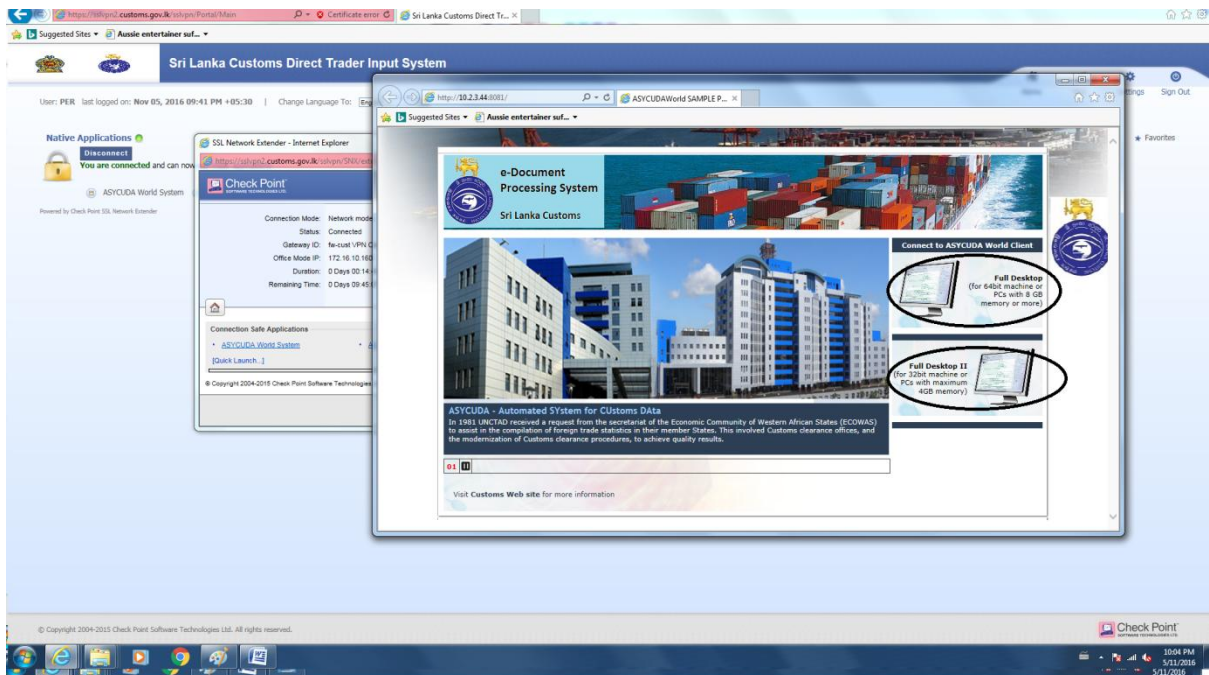 https://sslvpn2.customs.gov.lk/sslvpn/Portal/Main
Certificate error
Sri Lanka Customs Direct Tr...
Suggested Sites
Aussie entertainer suf...
Sri Lanka Customs Direct Trader Input System
User: PER last logged on: Nov 05, 2016 09:41 PM +05:30 | Change Language To:
Sign Out
Favorites
Native Applications
Disconnect
You are connected and can now
ASYCUDA World System
Powered by Check Point SSL Network Extender
SSL Network Extender - Internet Explorer
https://sslvpn2.customs.gov.lk/sslvpn/SNX/
Check Point
SOFTWARE TECHNOLOGIES LTD.
Connection Mode: Network mode
Status: Connected
Gateway ID: fw-cust VPN
Office Mode IP: 172.16.10.160
Duration: 0 Days 00:14
Remaining Time: 0 Days 09:45
Connection Safe Applications
ASYCUDA World System
[Quick Launch...]
© Copyright 2004-2015 Check Point Software Technologies
http://10.2.3.44:8081/
ASYCUDAWorld SAMPLE P...
Suggested Sites
Aussie entertainer suf...
e-Document
Processing System
Sri Lanka Customs
Connect to ASYCUDA World Client
Full Desktop
(for 64bit machine or
PCs with 8 GB
memory or more)
Full Desktop II
(for 32bit machine or
PCs with maximum
4GB memory)
ASYCUDA - Automated SYstem for CUstoms DAta
In 1981 UNCTAD received a request from the secretariat of the Economic Community of Western African States (ECOWAS)
to assist in the compilation of foreign trade statistics in their member States. This involved Customs clearance offices, and
the modernization of Customs clearance procedures, to achieve quality results.
01
Visit Customs Web site for more information
© Copyright 2004-2015 Check Point Software Technologies Ltd. All rights reserved.
Check Point
SOFTWARE TECHNOLOGIES LTD.
10:04 PM
5/11/2016
5/11/2016